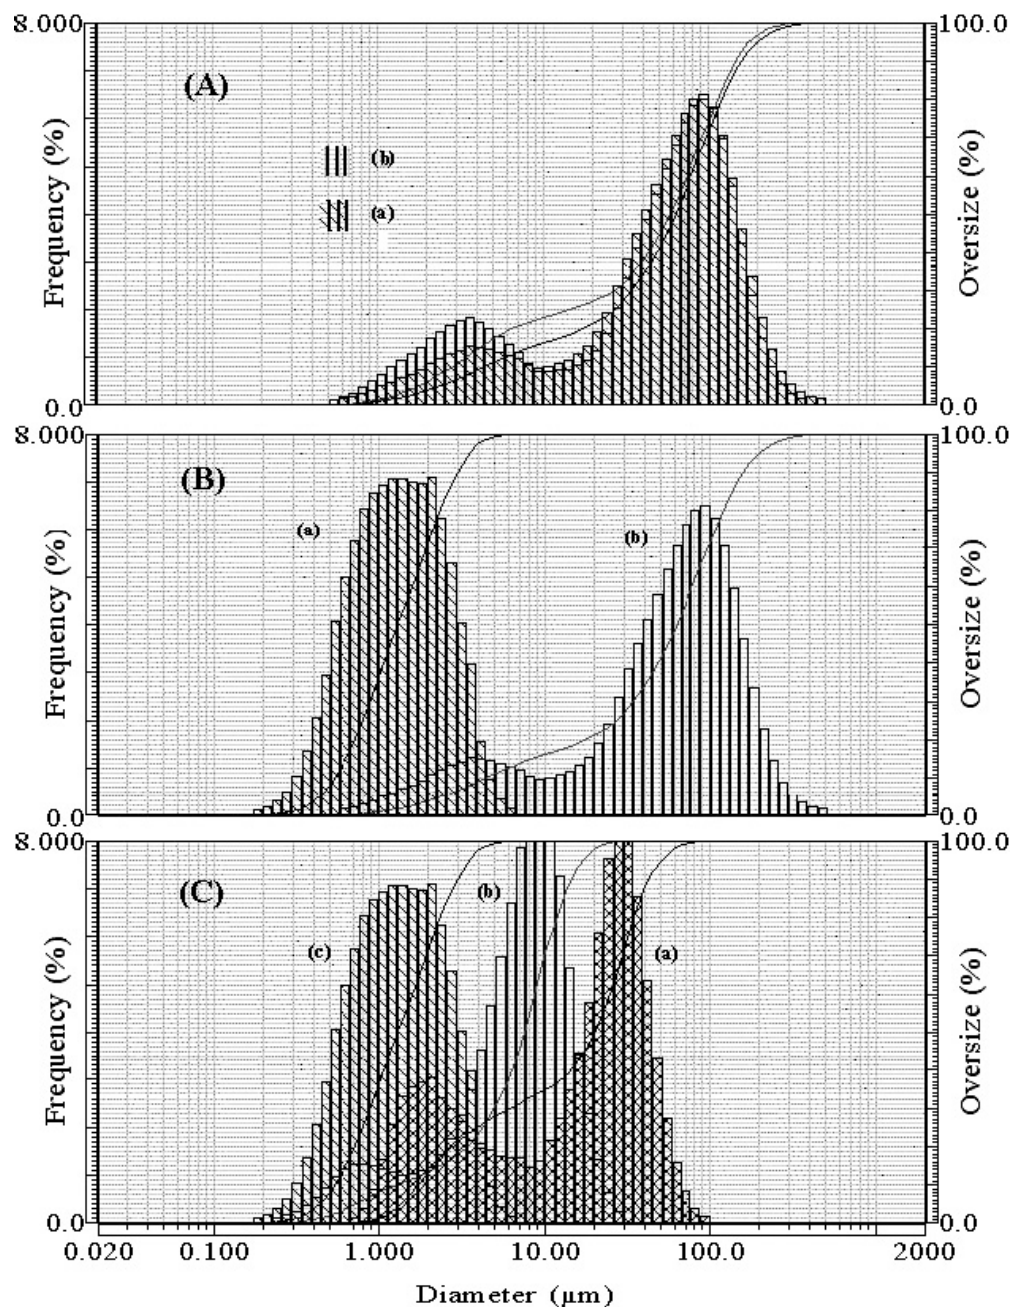 8.000
100.0
(A)
(b)
(a)
Frequency (%)
Oversize (%)
0.0
0.0
8.000
100.0
(B)
(a)
(b)
Frequency (%)
Oversize (%)
0.0
0.0
8.000
100.0
(C)
(b)
(c)
(a)
Frequency (%)
Oversize (%)
0.0
0.0
0.020 0.100 1.000 10.00 100.0 2000
Diameter (µm)